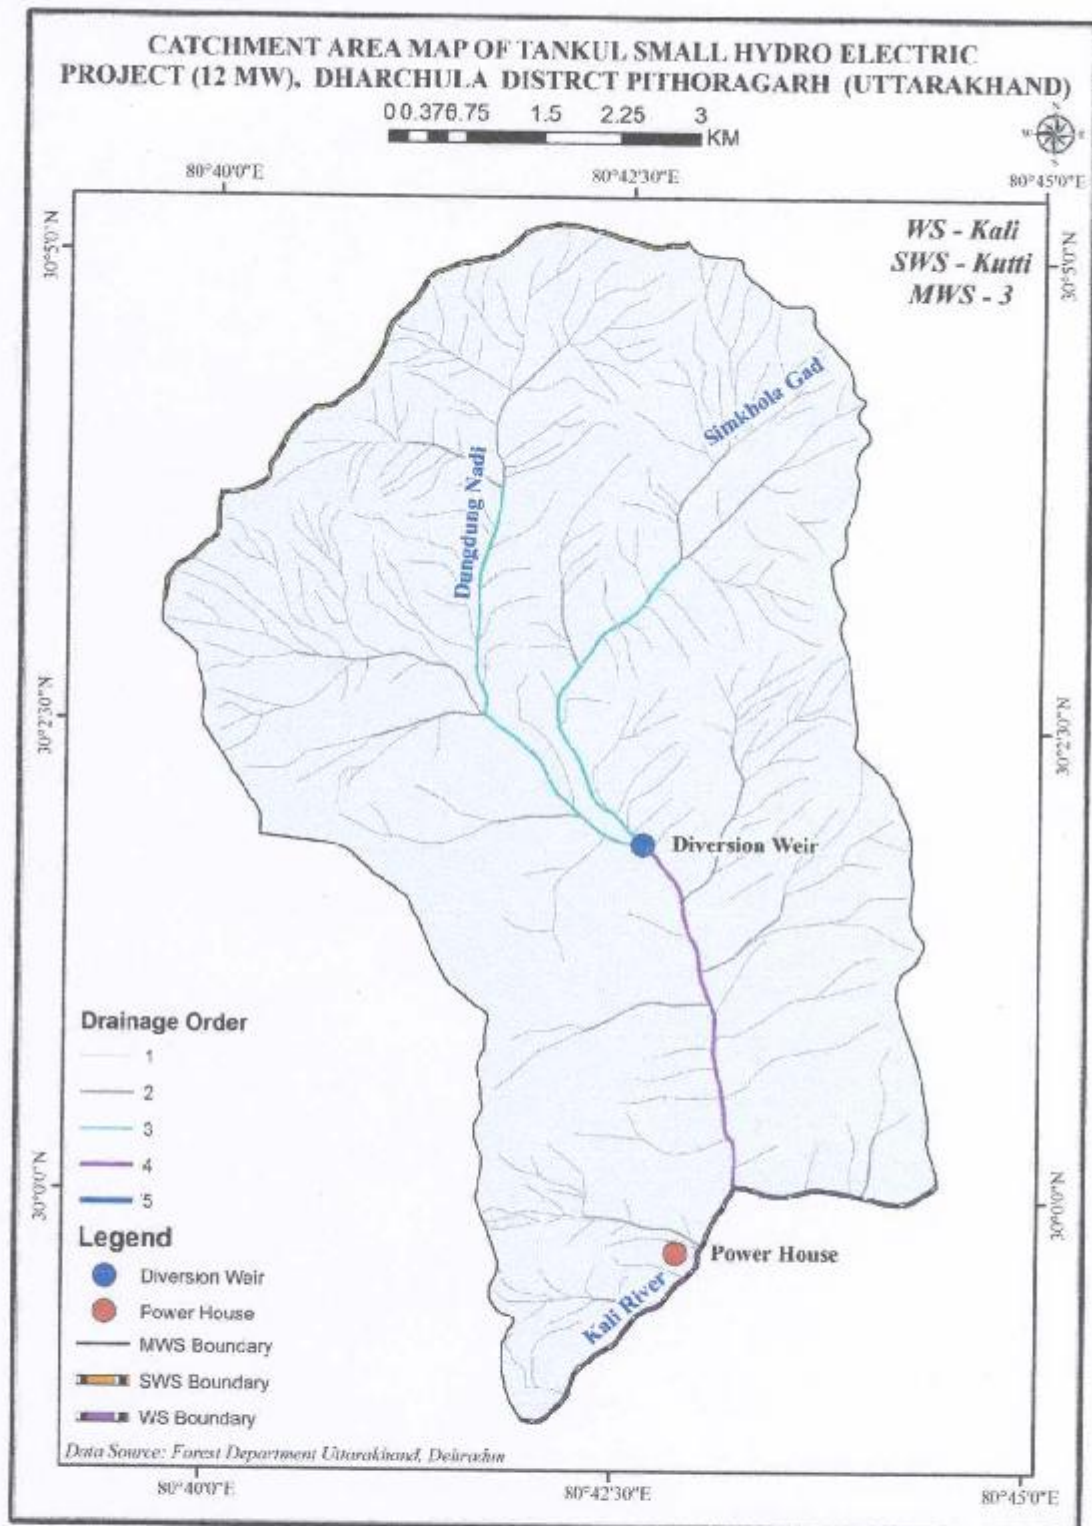 CATCHMENT AREA MAP OF TANKUL SMALL HYDRO ELECTRIC
PROJECT (12 MW), DHARCHULA DISTRCT PITHORAGARH (UTTARAKHAND)
0 0.3750.75 1.5 2.25 3
KM
N
W E
S
80°40'0"E 80°42'30"E 80°45'0"E
30°5'0"N
30°5'0"N
WS - Kali
SWS - Kutti
MWS - 3
Simkhola Gad
Dungdung Nadi
30°2'30"N
30°2'30"N
Diversion Weir
Drainage Order
1
2
3
4
5
30°0'0"N
30°0'0"N
Legend
Diversion Weir
Power House
MWS Boundary
SWS Boundary
WS Boundary
Power House
Kali River
Data Source: Forest Department Uttarakhand, Dehradun
80°40'0"E 80°42'30"E 80°45'0"E